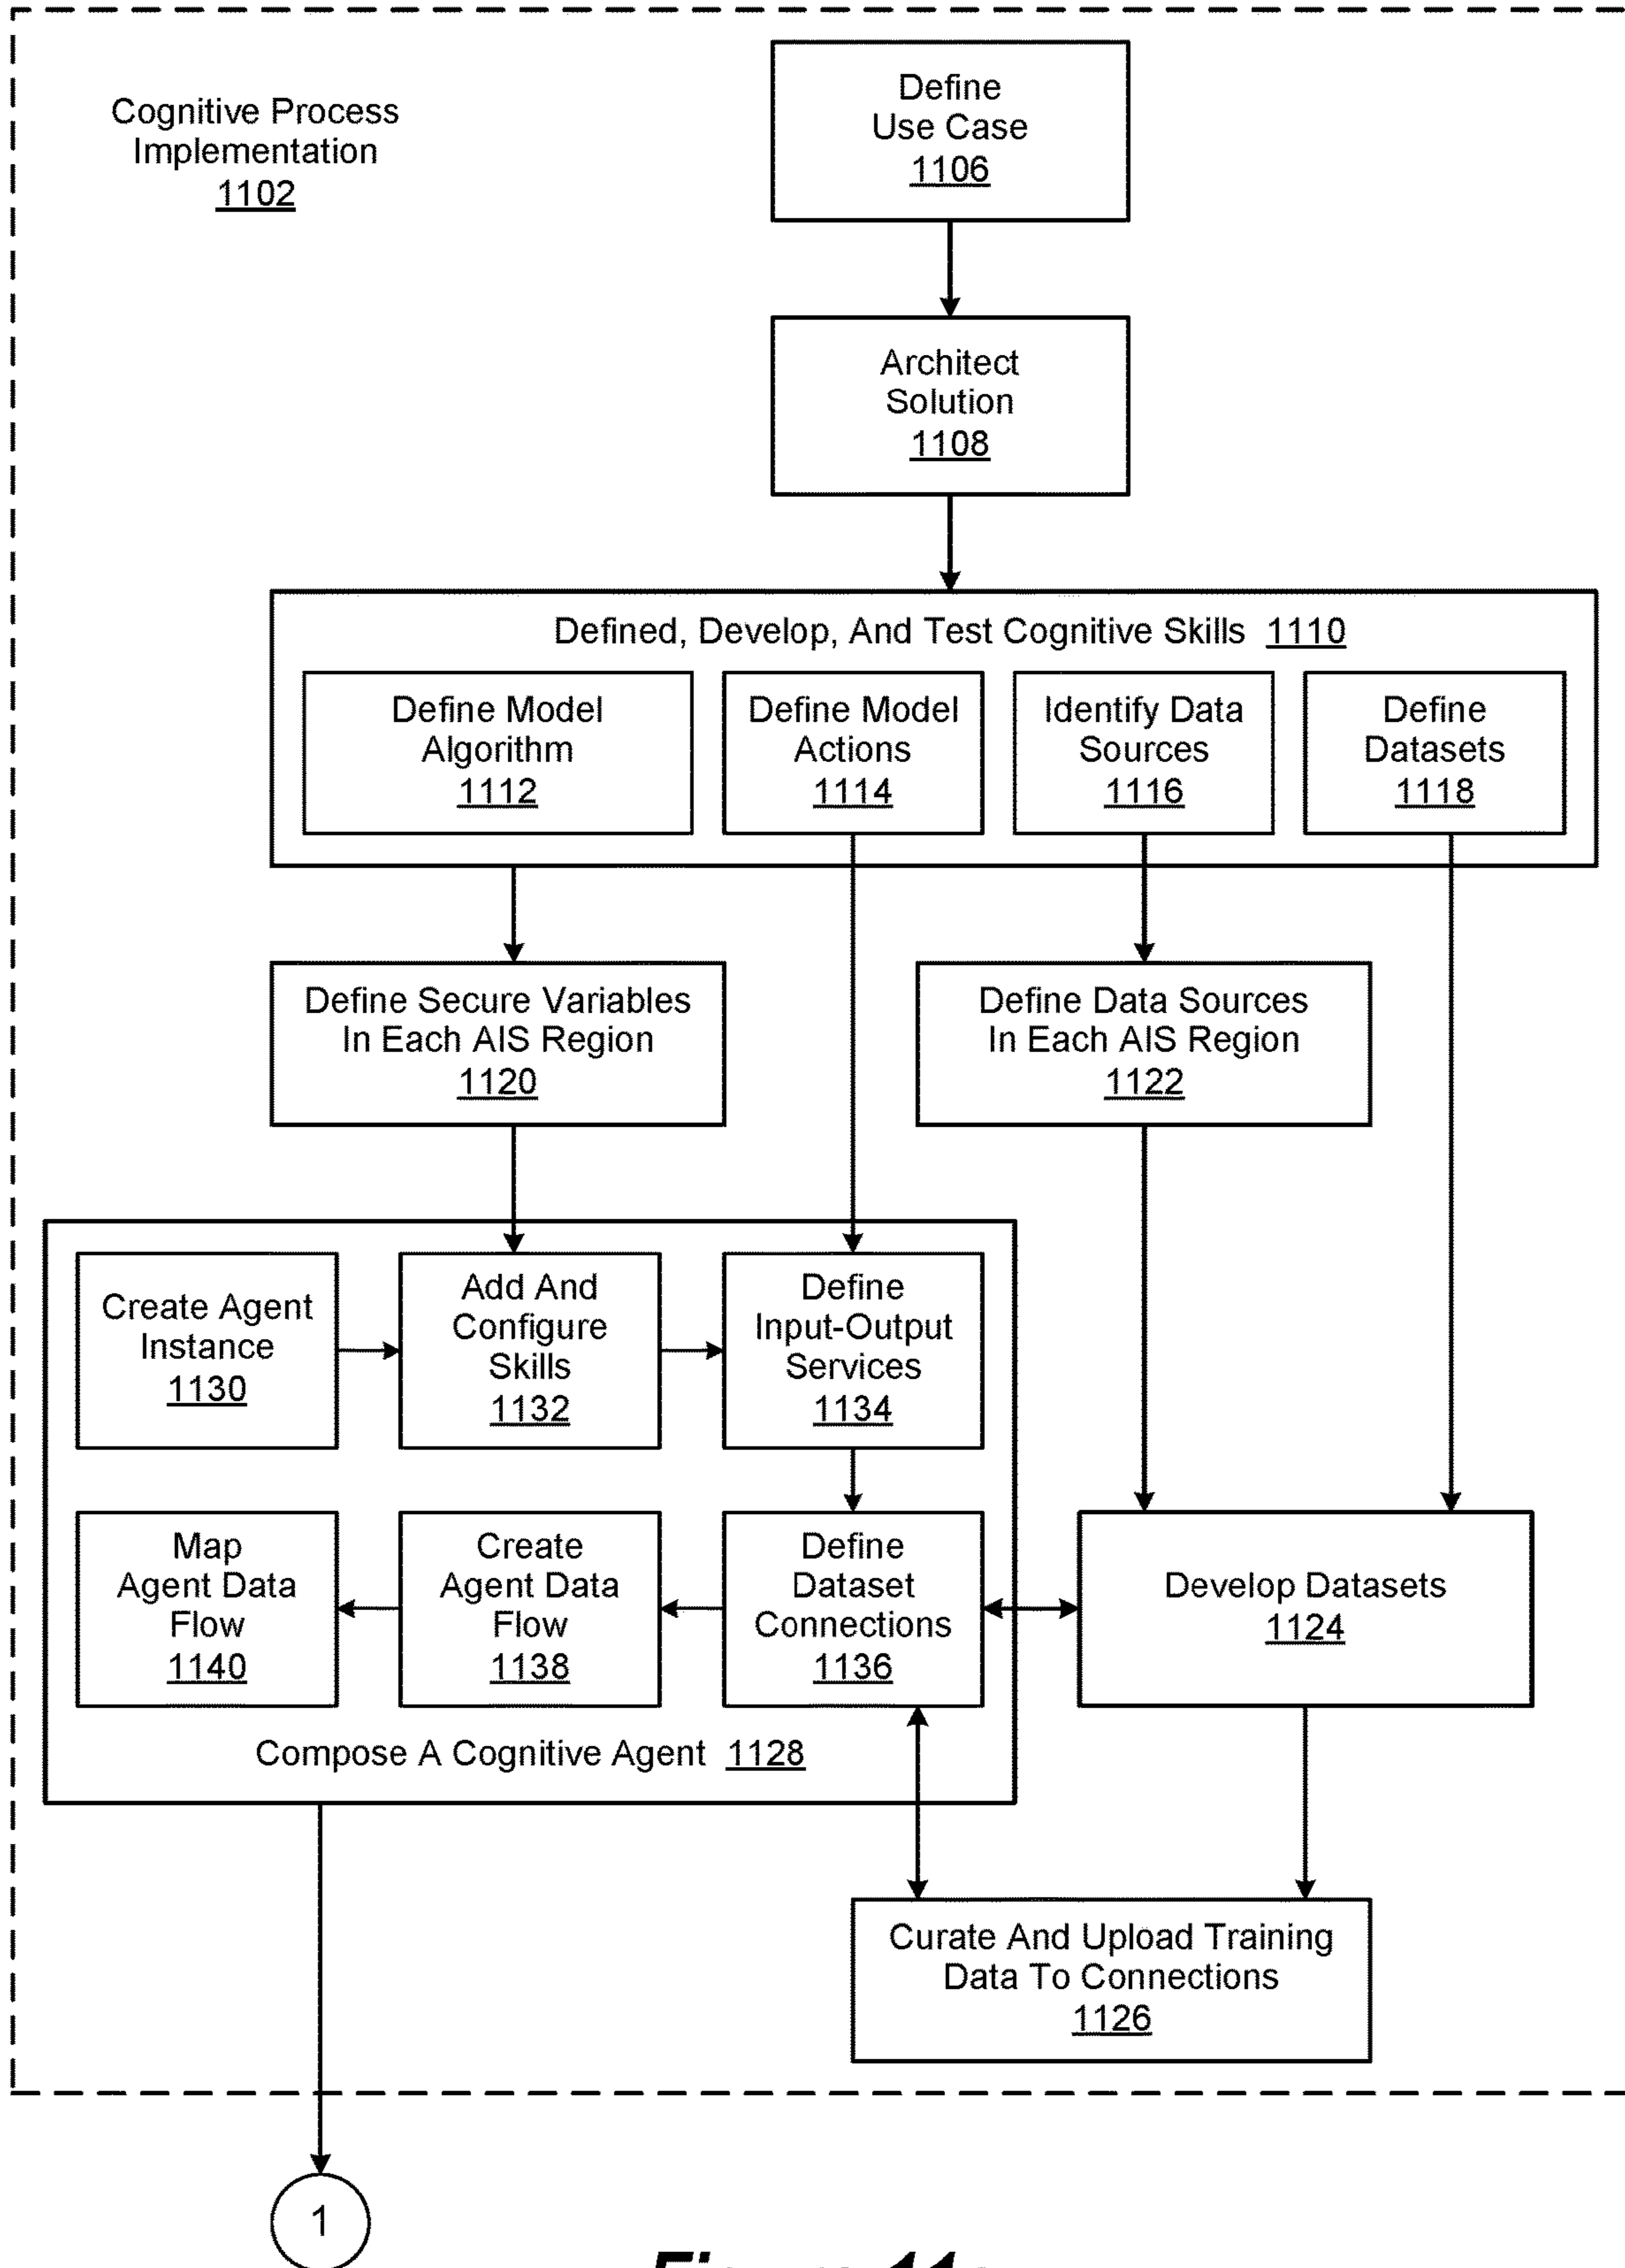 Cognitive Process
Implementation
1102
Define
Use Case
1106
Architect
Solution
1108
Defined, Develop, And Test Cognitive Skills 1110
Define Model
Algorithm
1112
Define Model
Actions
1114
Identify Data
Sources
1116
Define
Datasets
1118
Define Secure Variables
In Each AIS Region
1120
Define Data Sources
In Each AIS Region
1122
Create Agent
Instance
1130
Add And
Configure
Skills
1132
Define
Input-Output
Services
1134
Map
Agent Data
Flow
1140
Create
Agent Data
Flow
1138
Define
Dataset
Connections
1136
Develop Datasets
1124
Compose A Cognitive Agent 1128
Curate And Upload Training
Data To Connections
1126
1